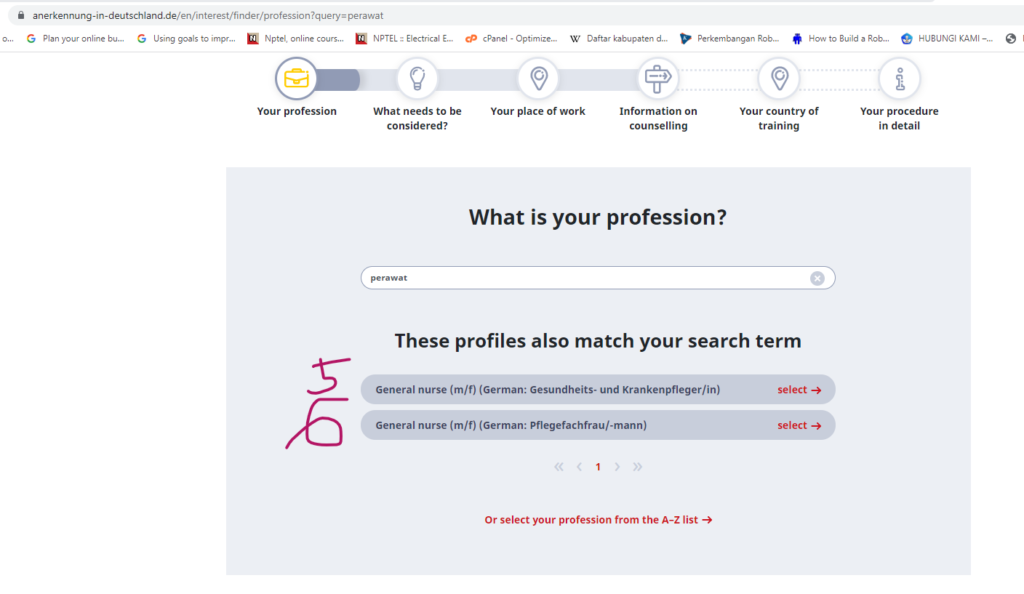 anerkennung-in-deutschland.de/en/interest/finder/profession?query=perawat
o...
Plan your online bu...
Using goals to impr...
Nptel, online cours...
NPTEL :: Electrical E...
cPanel - Optimize...
Daftar kabupaten d...
Perkembangan Rob...
How to Build a Rob...
HUBUNGI KAMI –...
Your profession
What needs to be
considered?
Your place of work
Information on
counselling
Your country of
training
Your procedure
in detail
What is your profession?
perawat
These profiles also match your search term
5
General nurse (m/f) (German: Gesundheits- und Krankenpfleger/in)
select →
6
General nurse (m/f) (German: Pflegefachfrau/-mann)
select →
« ‹ 1 › »
Or select your profession from the A–Z list →